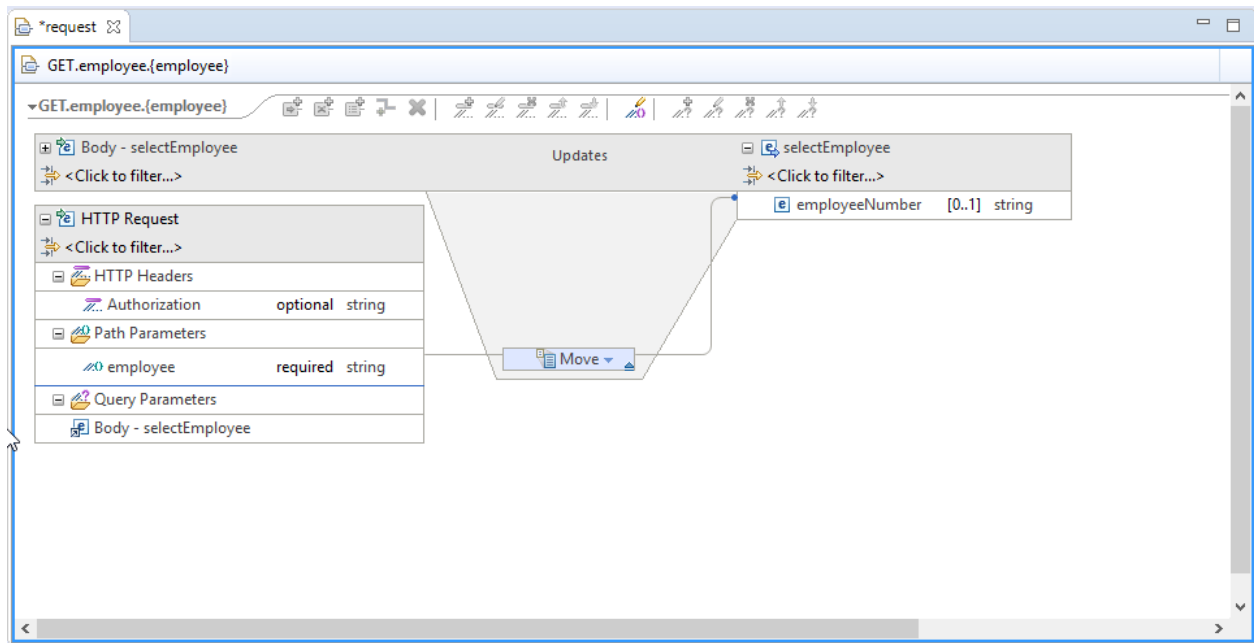 *request
GET.employee.{employee}
GET.employee.{employee}
Body - selectEmployee
<Click to filter...>
Updates
selectEmployee
<Click to filter...>
employeeNumber [0..1] string
HTTP Request
<Click to filter...>
HTTP Headers
Authorization optional string
Path Parameters
employee required string
Move
Query Parameters
Body - selectEmployee